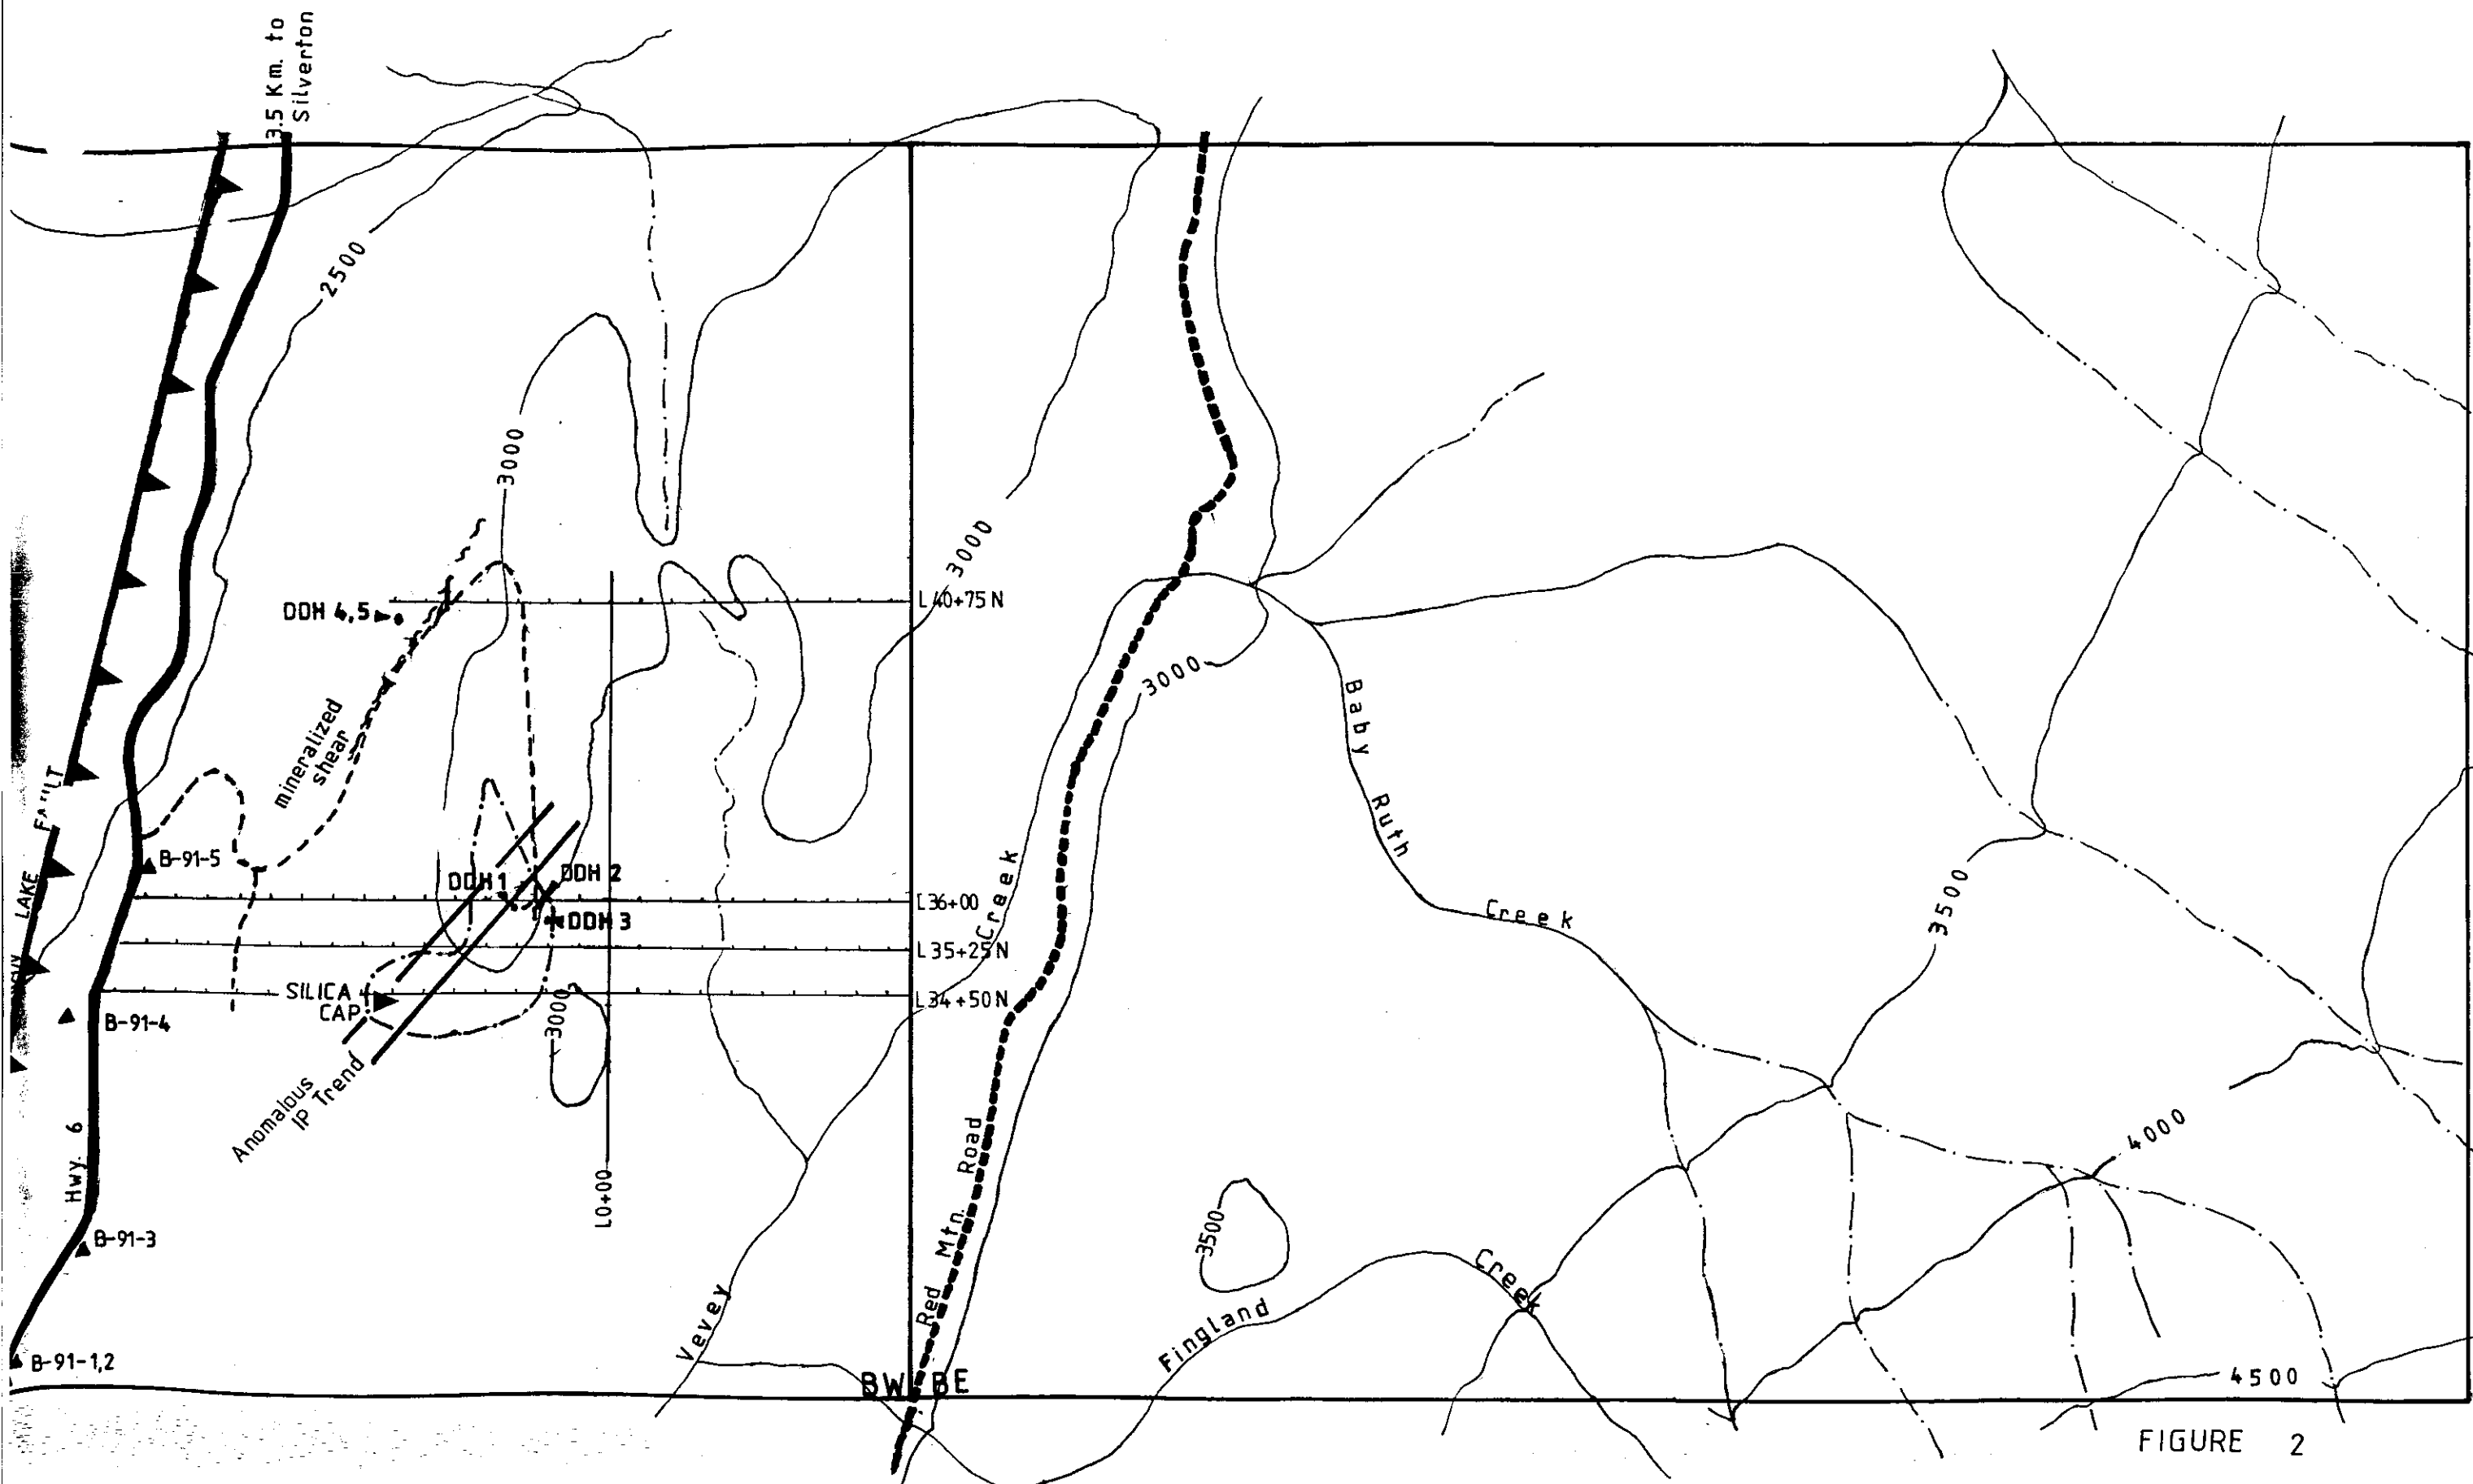 3.5 Km. to
Silverton
2500
3000
3000
DDH 4,5
L 40+75 N
3000
mineralized
shear
Baby Ruth Creek
FAULT
LAKE
B-91-5
DDH 1
DDH 2
DDH 3
L36+00
L35+25N
L34+50N
Creek
3500
SILICA
CAP
3000
B-91-4
Anomalous
IP Trend
Hwy. 6
B-91-3
L0+00
Red Mtn. Road
3500
4000
Vevey
Fingland Creek
B-91-1,2
BW BE
4500
FIGURE 2